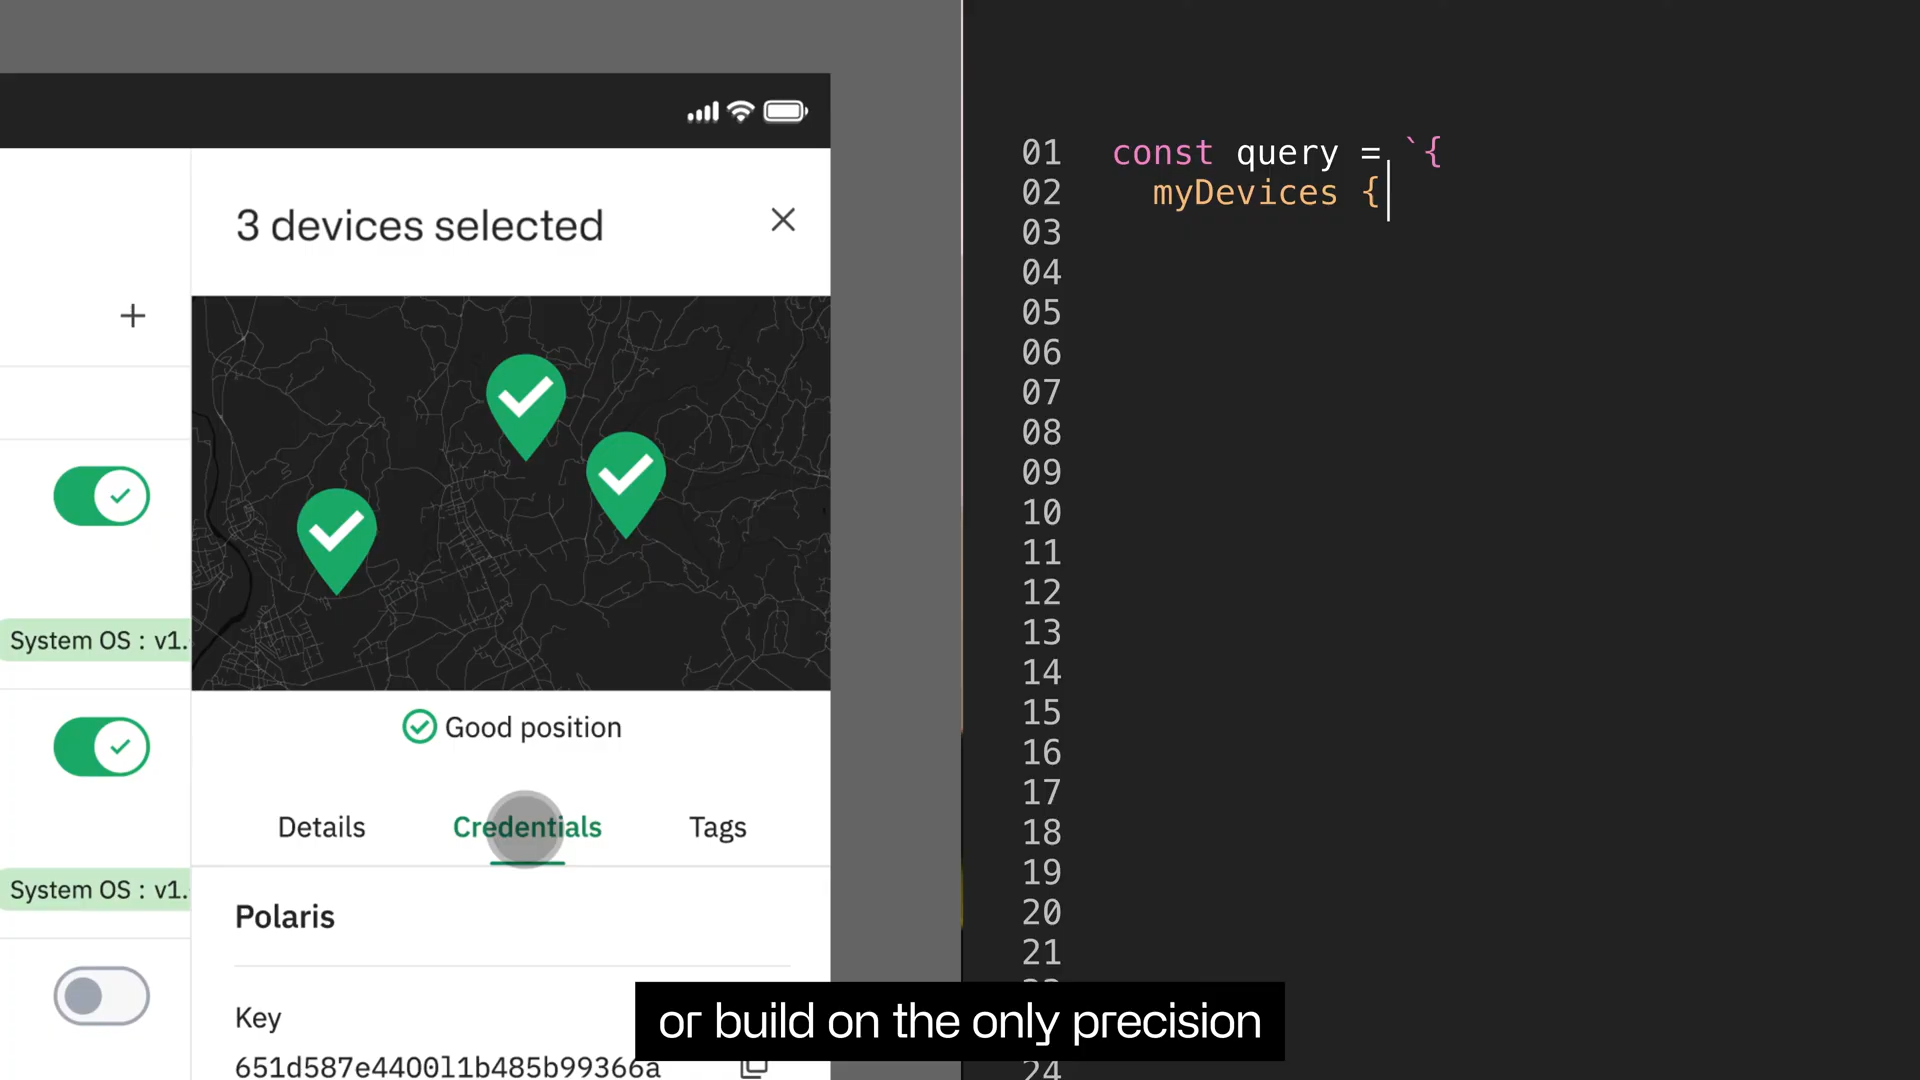 3 devices selected
System OS : v1.
Good position
Details
Credentials
Tags
System OS : v1.
Polaris
Key
651d587e4400l1b485b99366a
01 const query = `{
02 myDevices {
03
04
05
06
07
08
09
10
11
12
13
14
15
16
17
18
19
20
21
24
or build on the only precision